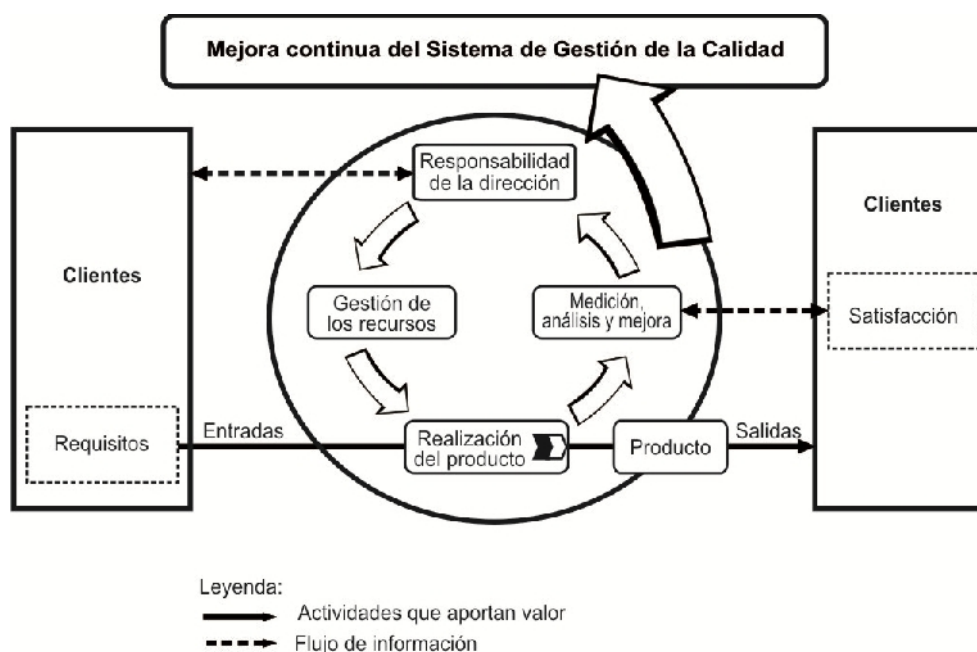 Mejora continua del Sistema de Gestión de la Calidad
Responsabilidad
de la dirección
Clientes
Clientes
Gestión de
los recursos
Medición,
análisis y mejora
Satisfacción
Requisitos
Entradas
Realización
del producto
Producto
Salidas
Leyenda:
Actividades que aportan valor
Flujo de información